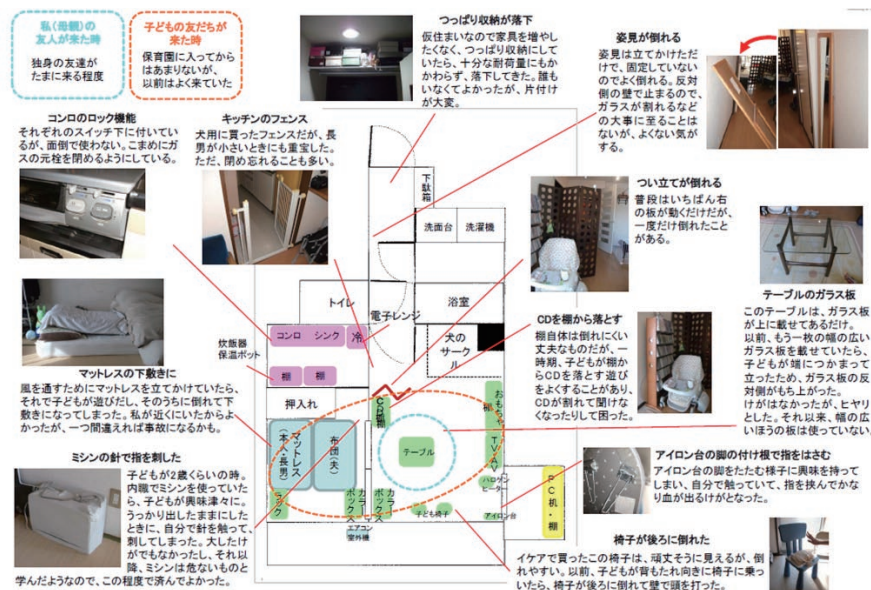 私（母親）の
友人が来た時
独身の友達が
たまに来る程度
子どもの友だちが
来た時
保育園に入ってから
はあまりないが、
以前はよく来ていた
つっぱり収納が落下
仮住まいなので家具を増やし
たくなく、つっぱり収納にして
いたら、十分な耐荷量にもか
かわらず、落下してきた。誰も
いなくてよかったが、片付け
が大変。
姿見が倒れる
姿見は立てかけただ
けで、固定していない
のでよく倒れる。反対
側の壁で止まるので、
ガラスが割れるなど
の大事に至ることは
ないが、よくない気が
する。
コンロのロック機能
それぞれのスイッチ下に付いてい
るが、面倒で使わない。こまめにガ
スの元栓を閉めるようにしている。
キッチンのフェンス
犬用に買ったフェンスだが、長
男が小さいときにも重宝した。
ただ、閉め忘れることも多い。
つい立てが倒れる
普段はいちばん右
の板が動くだけだが、
一度だけ倒れたこと
がある。
テーブルのガラス板
このテーブルは、ガラス板
が上に載せてあるだけ。
以前、もう一枚の幅の広い
ガラス板を載せていたら、
子どもが端につかまって
立ったため、ガラス板の反
対側がもち上がった。
けがはなかったが、ヒヤリ
とした。それ以来、幅の広
いほうの板は使っていない。
CDを棚から落とす
棚自体は倒れにくい
丈夫なものだが、一
時期、子どもが棚か
らCDを落とす遊び
をよくすることがあり、
CDが割れて聞けな
くなったりして困った。
マットレスの下敷きに
風を通すためにマットレスを立てかけていたら、
それで子どもが遊びだし、そのうちに倒れて下
敷きになってしまった。私が近くにいたからよ
かったが、一つ間違えれば事故になるかも。
ミシンの針で指を刺した
子どもが2歳くらいの時。
内職でミシンを使ってい
たら、子どもが興味津々に。
うっかり出したままにした
ときに、自分で針を触って、
刺してしまった。大したけ
がでもなかったし、それ以
降、ミシンは危ないものと
学んだようなので、この程度で済んでよかった。
アイロン台の脚の付け根で指をはさむ
アイロン台の脚をたたむ様子に興味を持って
しまい、自分で触っていて、指を挟んでかな
り血が出るけがとなった。
椅子が後ろに倒れた
イケアで買ったこの椅子は、頑丈そうに見えるが、倒
れやすい。以前、子どもが背もたれ向きに椅子に乗っ
ていたら、椅子が後ろに倒れて壁で頭を打った。
下駄箱
洗面台
洗濯機
トイレ
浴室
電子レンジ
コンロ
シンク
冷
炊飯器
保温ポット
棚
棚
犬の
サークル
押入れ
CD棚
おもちゃ棚
マットレス
（本人・長男）
布団（夫）
テーブル
TV・AV
ラック
カラー
ボックス
カラー
ボックス
子ども椅子
ハロゲン
ヒーター
アイロン台
エアコン
室外機
PC机・棚